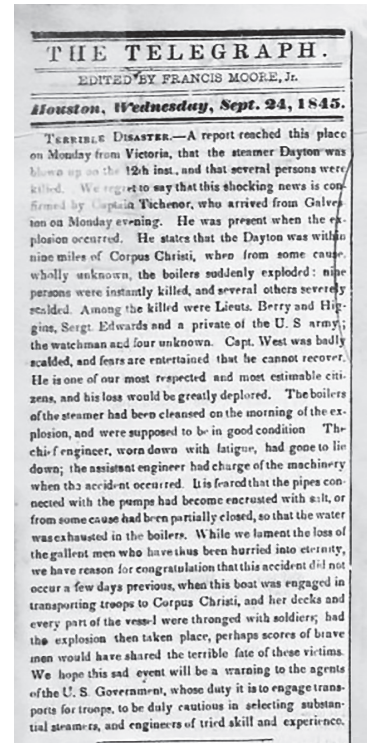 THE TELEGRAPH.
EDITED BY FRANCIS MOORE, Jr.
Houston, Wednesday, Sept. 24, 1845.
TERRIBLE DISASTER.—A report reached this place
on Monday from Victoria, that the steamer Dayton was
blown up on the 12th inst., and that several persons were
killed. We regret to say that this shocking news is con-
firmed by Captain Tichenor, who arrived from Galves-
ton on Monday evening. He was present when the ex-
plosion occurred. He states that the Dayton was within
nine miles of Corpus Christi, when from some cause,
wholly unknown, the boilers suddenly exploded: nine
persons were instantly killed, and several others severely
scalded. Among the killed were Lieuts. Berry and Hig-
gins, Sergt. Edwards and a private of the U. S army;
the watchman and four unknown. Capt. West was badly
scalded, and fears are entertained that he cannot recover.
He is one of our most respected and most estimable citi-
zens, and his loss would be greatly deplored. The boilers
of the steamer had been cleansed on the morning of the ex-
plosion, and were supposed to be in good condition The
chief engineer, worn down with fatigue, had gone to lie
down; the assistant engineer had charge of the machinery
when the accident occurred. It is feared that the pipes con-
nected with the pumps had become encrusted with salt, or
from some cause had been partially closed, so that the water
was exhausted in the boilers. While we lament the loss of
the gallent men who have thus been hurried into eternity,
we have reason for congratulation that this accident did not
occur a few days previous, when this boat was engaged in
transporting troops to Corpus Christi, and her decks and
every part of the vessel were thronged with soldiers; had
the explosion then taken place, perhaps scores of brave
men would have shared the terrible fate of these victims.
We hope this sad event will be a warning to the agents
of the U. S. Government, whose duty it is to engage trans-
ports for troops, to be duly cautious in selecting substan-
tial steamers, and engineers of tried skill and experience.